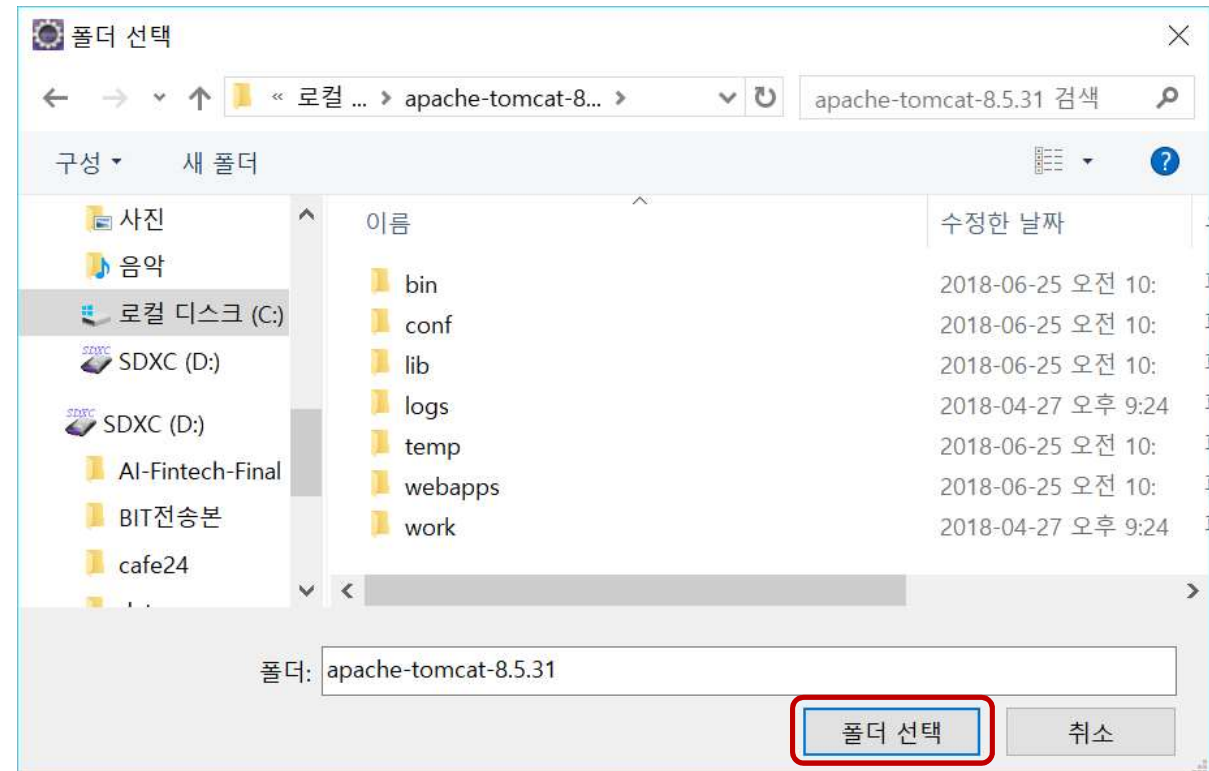 폴더 선택
« 로컬 ... > apache-tomcat-8... >
apache-tomcat-8.5.31 검색
구성
새 폴더
사진
음악
로컬 디스크 (C:)
SDXC (D:)
SDXC (D:)
AI-Fintech-Final
BIT전송본
cafe24
이름 수정한 날짜
bin 2018-06-25 오전 10:
conf 2018-06-25 오전 10:
lib 2018-06-25 오전 10:
logs 2018-04-27 오후 9:24
temp 2018-06-25 오전 10:
webapps 2018-06-25 오전 10:
work 2018-04-27 오후 9:24
폴더: apache-tomcat-8.5.31
폴더 선택 취소